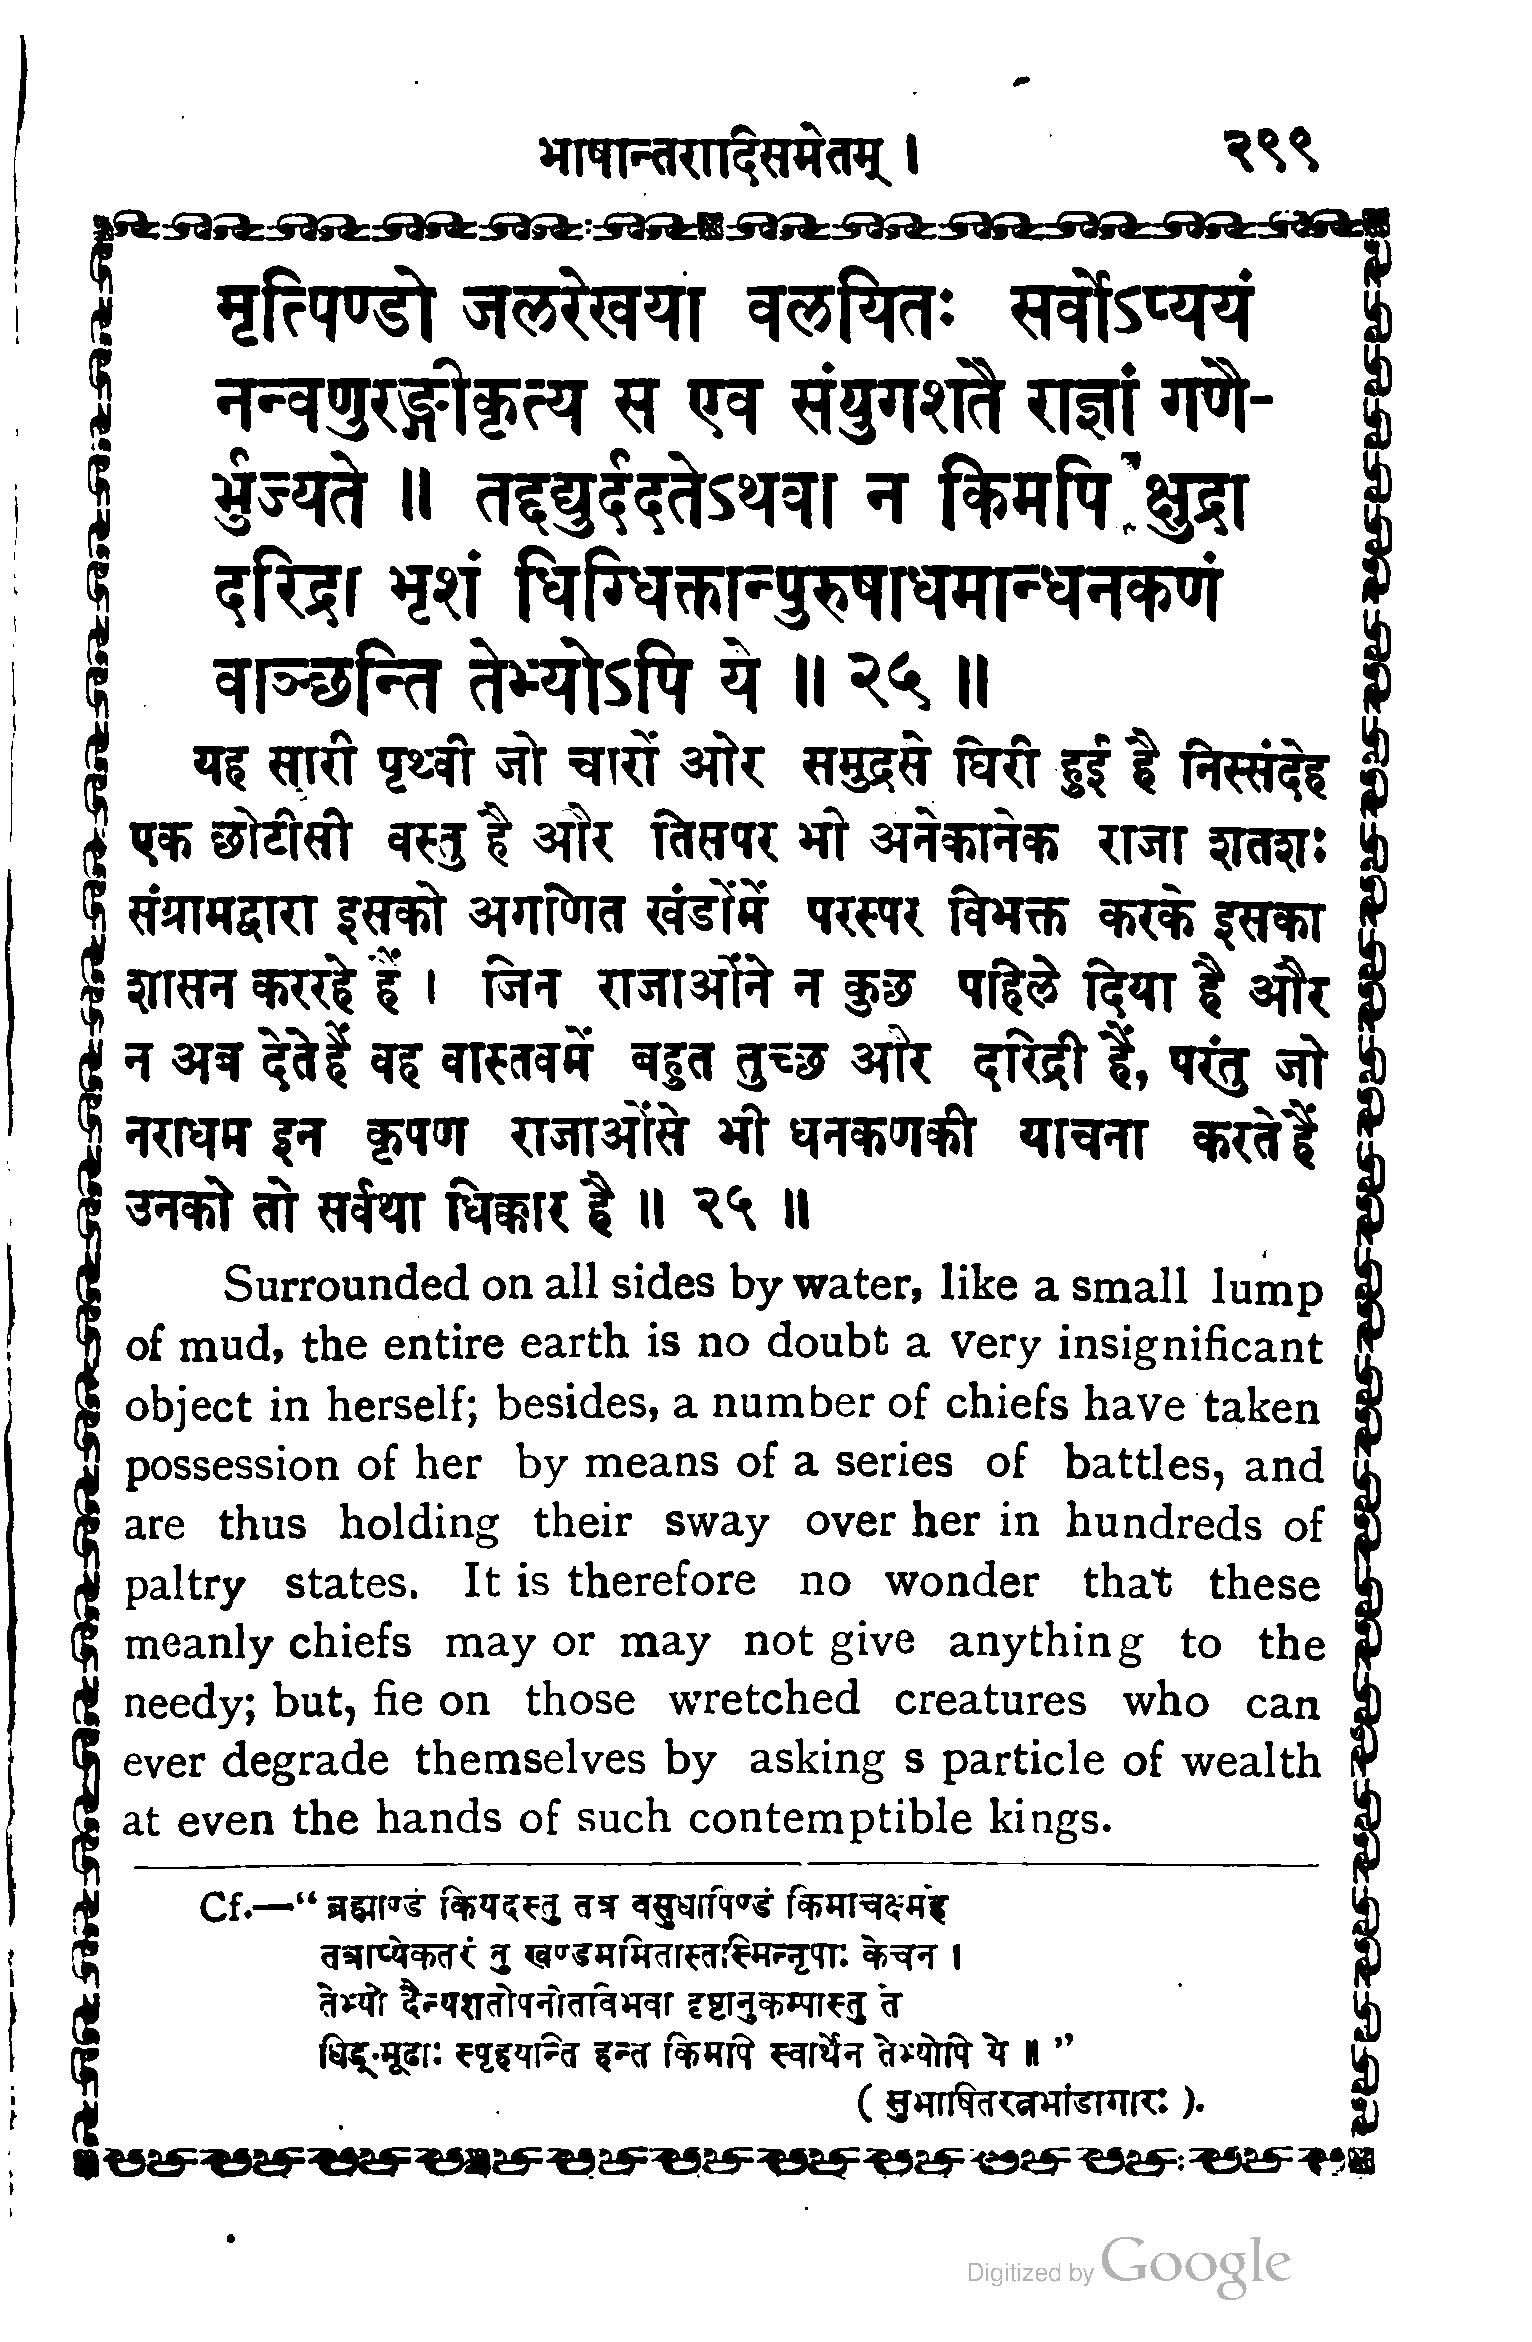 भाषान्तराादिसमेतम् । २९९
मृत्पिण्डो जलरेखया वलयितः सर्वोऽप्ययं
नन्वणुरङ्गीकृत्य स एव संयुगशतै राज्ञां गणै-
र्भुज्यते ॥ तद्दद्युर्ददतेऽथवा न किमपि क्षुद्रा
दरिद्रा भृशं धिग्धिक्तान्पुरुषाधमान्धनकणं
वाञ्छन्ति तेभ्योऽपि ये ॥ २५ ॥
यह सारी पृथ्वी जो चारों ओर समुद्रसे घिरी हुई है निस्संदेह
एक छोटीसी वस्तु है और तिसपर भी अनेकानेक राजा शतशः
संग्रामद्वारा इसको अगणित खंडोंमें परस्पर विभक्त करके इसका
शासन कररहे हैं । जिन राजाओंने न कुछ पहिले दिया है और
न अब देतेहैं वह वास्तवमें बहुत तुच्छ और दरिद्री हैं, परंतु जो
नराधम इन कृपण राजाओंसे भी धनकणकी याचना करतेहैं
उनको तो सर्वथा धिक्कार है ॥ २५ ॥
Surrounded on all sides by water, like a small lump
of mud, the entire earth is no doubt a very insignificant
object in herself; besides, a number of chiefs have taken
possession of her by means of a series of battles, and
are thus holding their sway over her in hundreds of
paltry states. It is therefore no wonder that these
meanly chiefs may or may not give anything to the
needy; but, fie on those wretched creatures who can
ever degrade themselves by asking s particle of wealth
at even the hands of such contemptible kings.
Cf.—“ ब्रह्माण्डं कियदस्तु तत्र वसुधापिण्डं किमाचक्ष्महे
तत्राप्येकतरं तु खण्डममितास्तस्मिन्नृपाः केचन ।
तेभ्यो दैन्यशतोपनीतविभवा दृष्टानुकम्पास्तु ते
धिङ्मूढाः स्पृहयान्ति हन्त किमपि स्वार्थेन तेभ्योपि ये ॥ ”
( सुभाषितरत्नभांडागारः ).
Digitized by Google